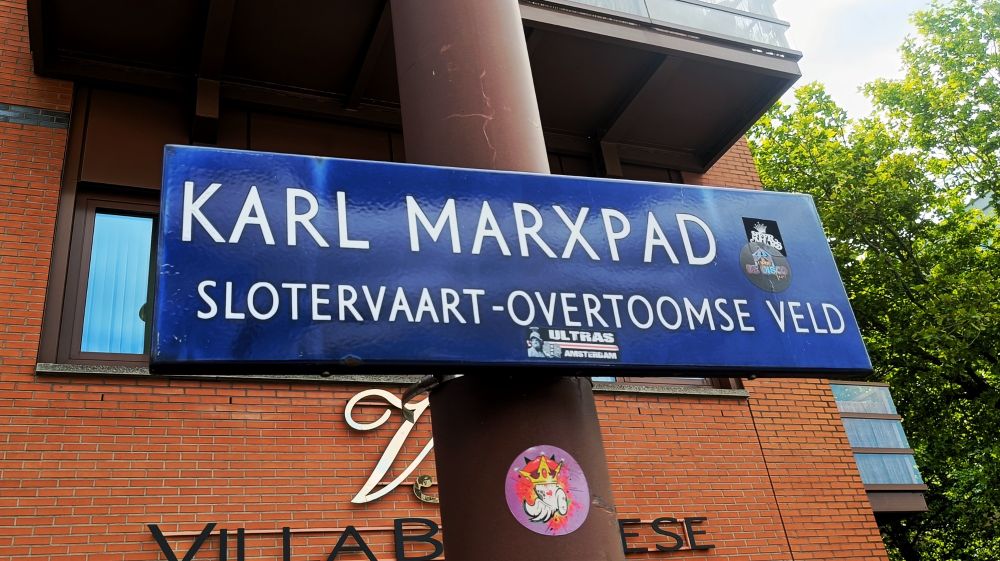 KARL MARXPAD
SLOTERVAART-OVERTOOMSE VELD
ULTRAS
AMSTERDAM
V